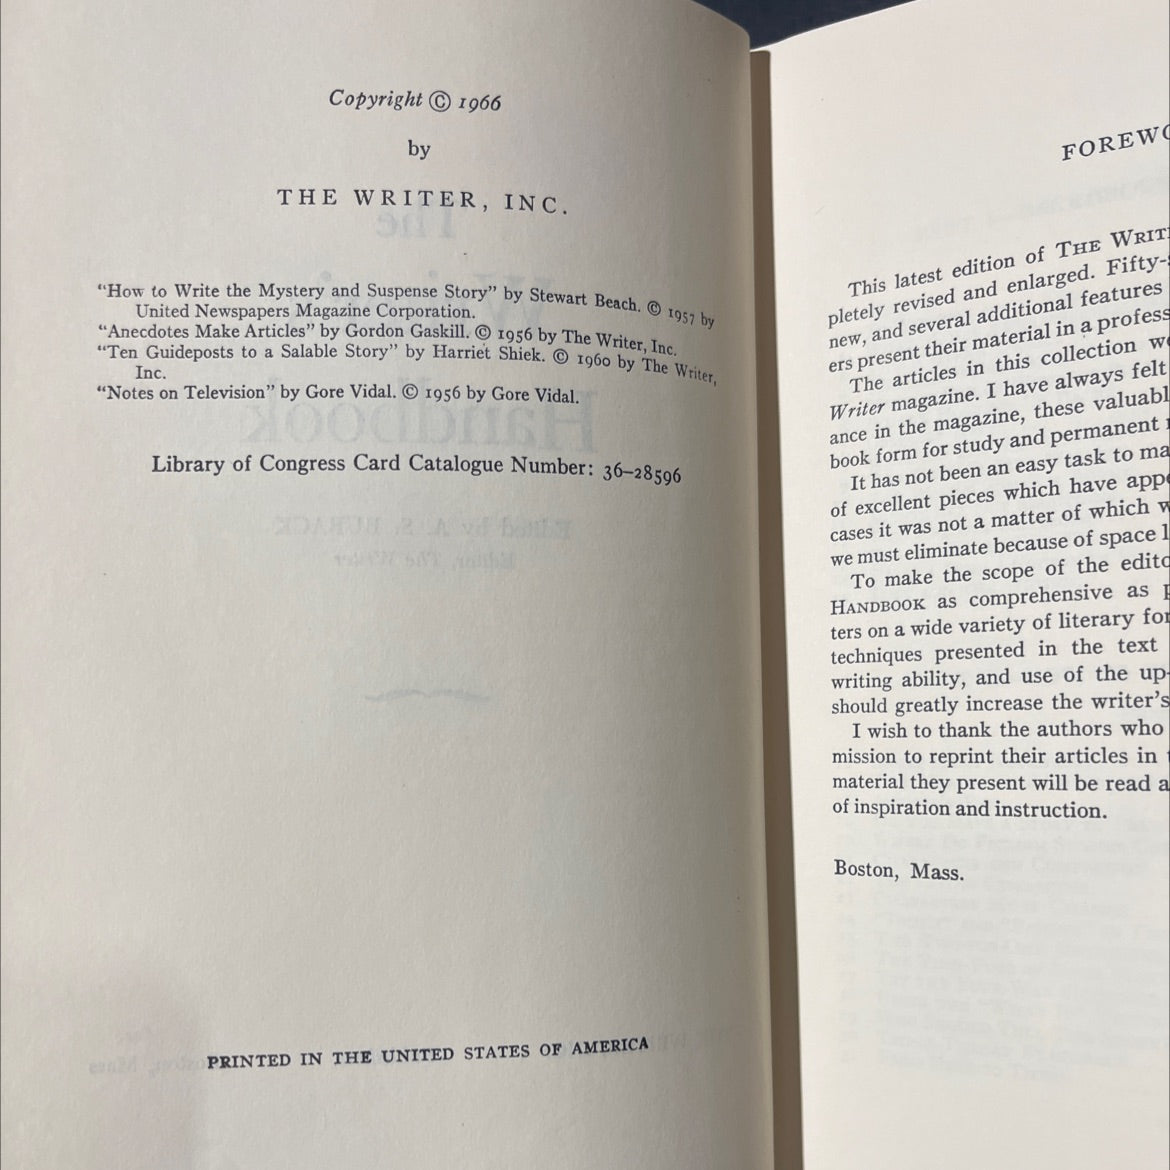 Copyright © 1966
by
THE WRITER, INC.
“How to Write the Mystery and Suspense Story” by Stewart Beach. © 1957 by
United Newspapers Magazine Corporation.
“Anecdotes Make Articles” by Gordon Gaskill. © 1956 by The Writer, Inc.
“Ten Guideposts to a Salable Story” by Harriet Shiek. © 1960 by The Writer,
Inc.
“Notes on Television” by Gore Vidal. © 1956 by Gore Vidal.
Library of Congress Card Catalogue Number: 36–28596
PRINTED IN THE UNITED STATES OF AMERICA
FOREWO
This latest edition of THE WRIT
pletely revised and enlarged. Fifty-
new, and several additional features
ers present their material in a profess
The articles in this collection w
Writer magazine. I have always felt
ance in the magazine, these valuabl
book form for study and permanent
It has not been an easy task to ma
of excellent pieces which have appe
cases it was not a matter of which w
we must eliminate because of space l
To make the scope of the edito
HANDBOOK as comprehensive as p
ters on a wide variety of literary for
techniques presented in the text
writing ability, and use of the up-
should greatly increase the writer’s
I wish to thank the authors who
mission to reprint their articles in
material they present will be read a
of inspiration and instruction.
Boston, Mass.